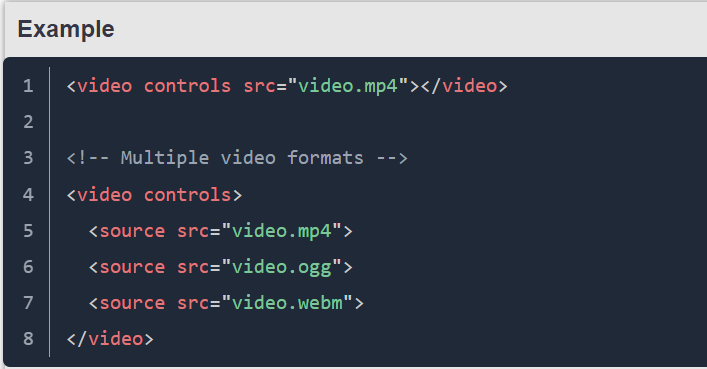 Example
1 <video controls src="video.mp4"></video>
2
3 <!-- Multiple video formats -->
4 <video controls>
5   <source src="video.mp4">
6   <source src="video.ogg">
7   <source src="video.webm">
8 </video>